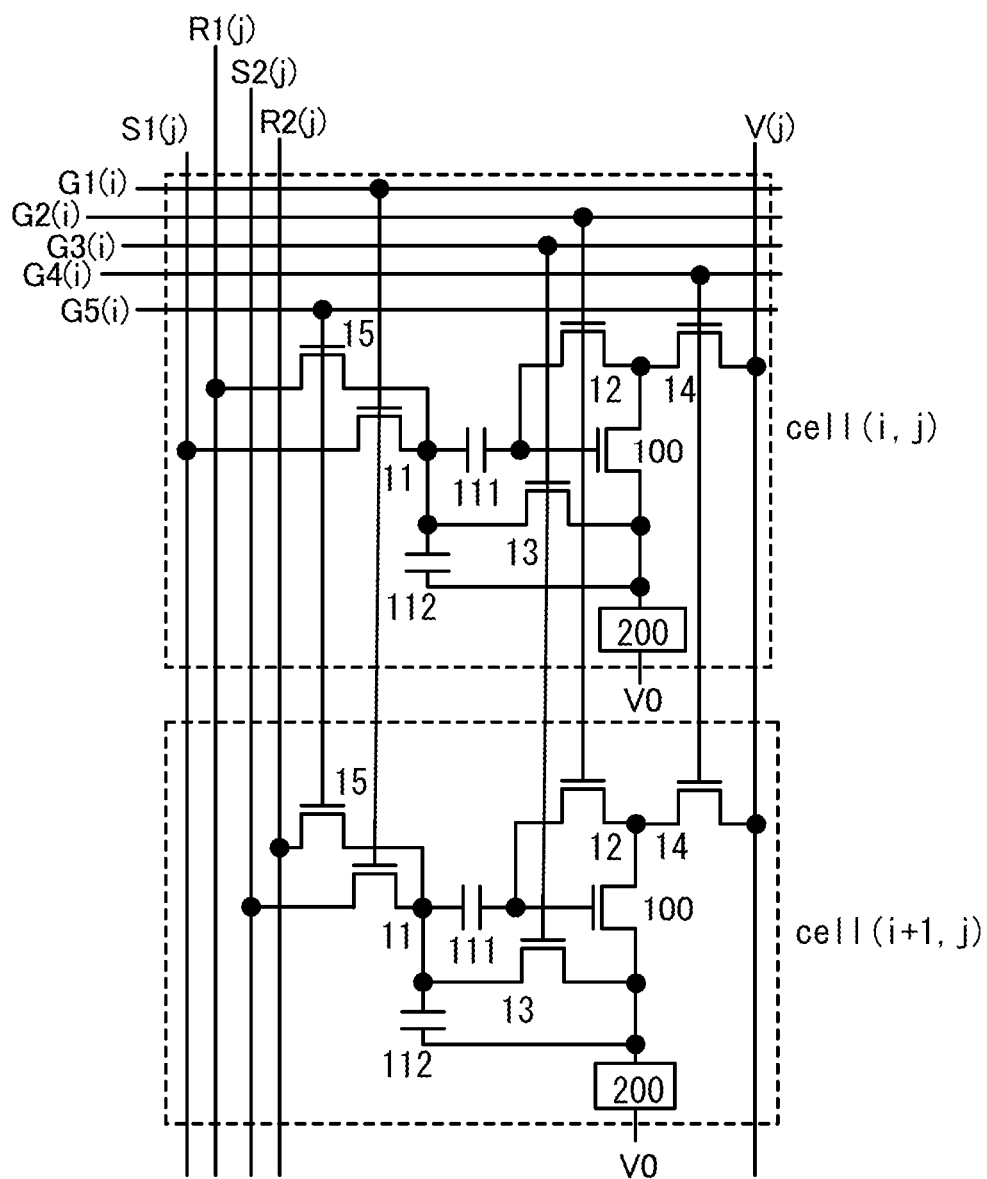 R1(j)
S2(j)
S1(j)
R2(j)
V(j)
G1(i)
G2(i)
G3(i)
G4(i)
G5(i)
15
12
14
cell(i, j)
100
11
111
13
112
200
V0
15
12
14
100
11
111
cell(i+1, j)
13
112
200
V0